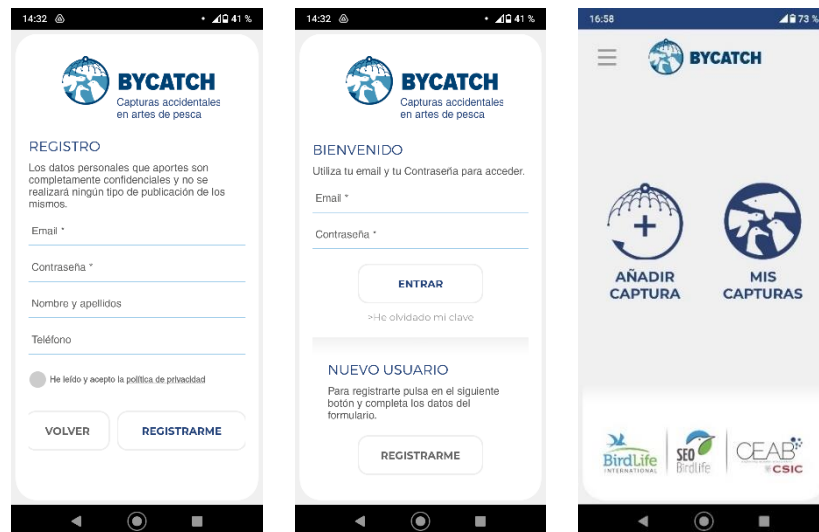 14:32
41 %
BYCATCH
Capturas accidentales
en artes de pesca
REGISTRO
Los datos personales que aportes son
completamente confidenciales y no se
realizará ningún tipo de publicación de los
mismos.
Email *
Contraseña *
Nombre y apellidos
Teléfono
He leído y acepto la política de privacidad
VOLVER
REGISTRARME
14:32
41 %
BYCATCH
Capturas accidentales
en artes de pesca
BIENVENIDO
Utiliza tu email y tu Contraseña para acceder.
Email *
Contraseña *
ENTRAR
>He olvidado mi clave
NUEVO USUARIO
Para registrarte pulsa en el siguiente
botón y completa los datos del
formulario.
REGISTRARME
16:58
73 %
BYCATCH
AÑADIR
CAPTURA
MIS
CAPTURAS
BirdLife
INTERNATIONAL
SEO
BirdLife
CEAB
CSIC